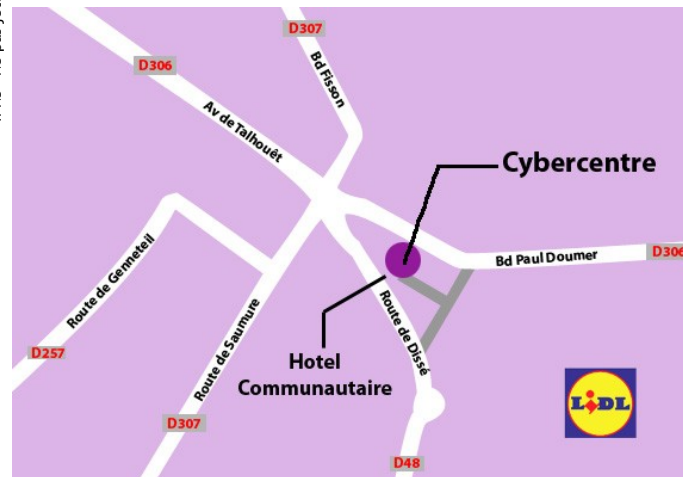 D307
D306
Bd Fisson
Av de Talhouët
Cybercentre
Bd Paul Doumer
D306
Route de Genneteil
Route de Saumure
Route de Dissé
D257
Hotel
Communautaire
LiDL
D307
D48